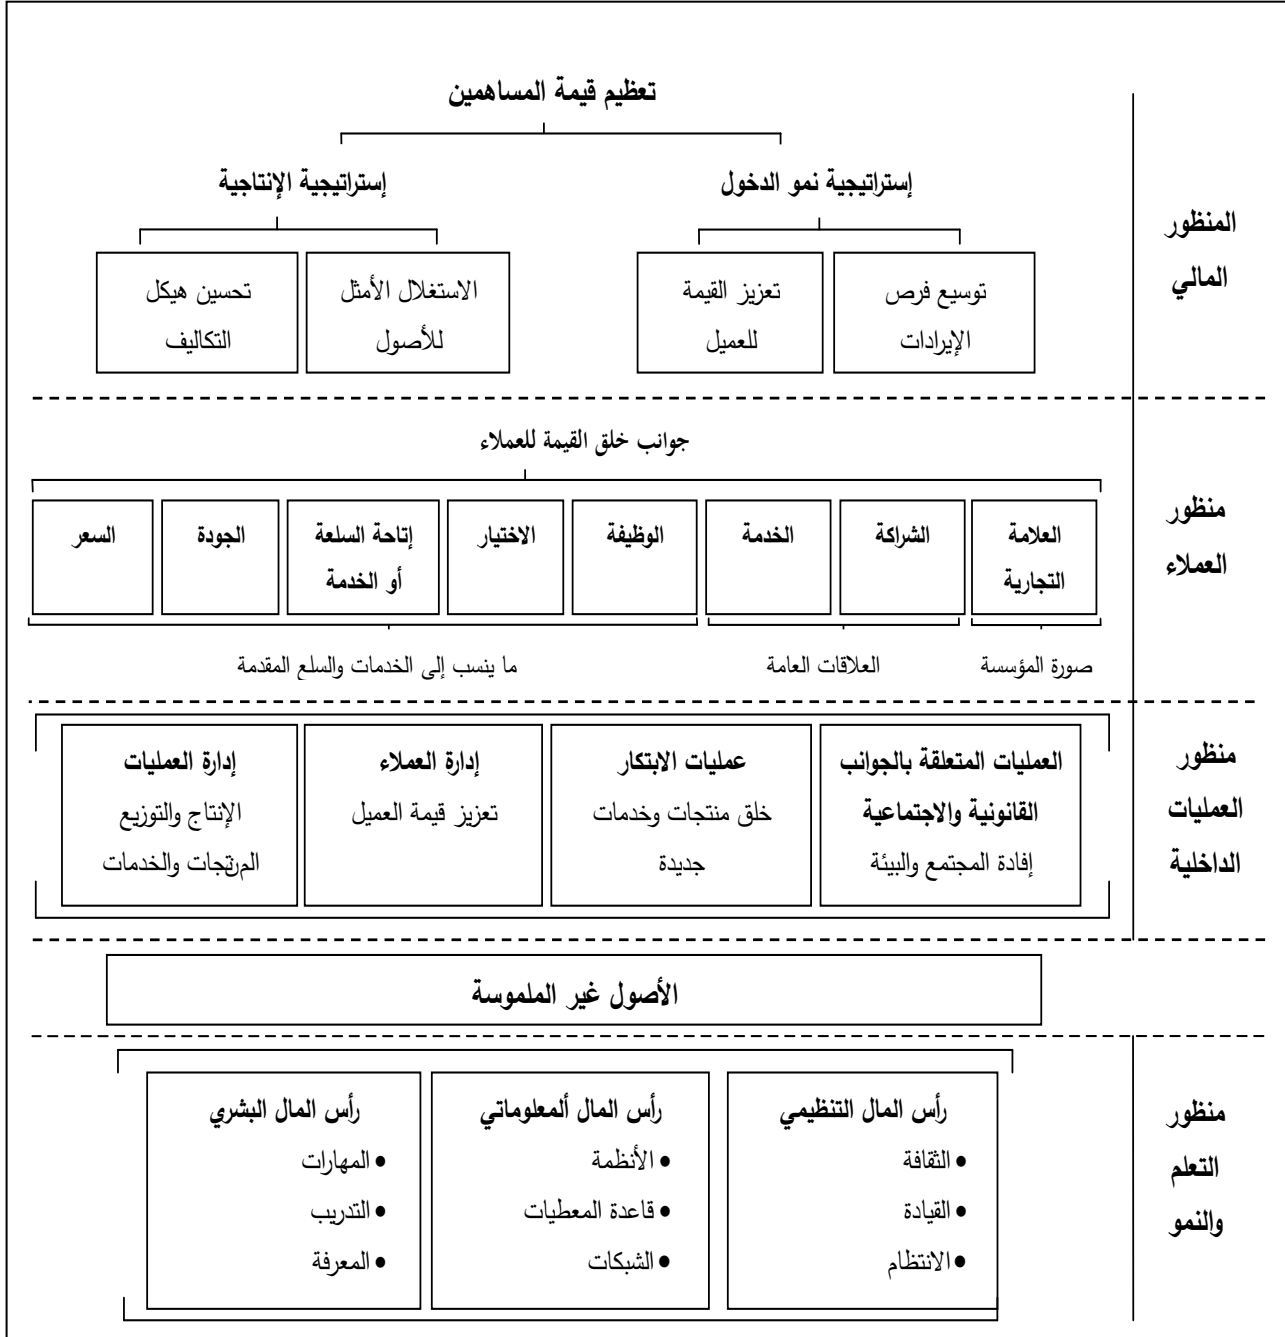 تعظيم قيمة المساهمين
إستراتيجية نمو الدخول
إستراتيجية الإنتاجية
المنظور
المالي
توسيع فرص
الإيرادات
تعزيز القيمة
للعميل
الاستغلال الأمثل
للأصول
تحسين هيكل
التكاليف
جوانب خلق القيمة للعملاء
منظور
العملاء
العلامة
التجارية
الشراكة
الخدمة
الوظيفة
الاختيار
إتاحة السلعة
أو الخدمة
الجودة
السعر
صورة المؤسسة
العلاقات العامة
ما ينسب إلى الخدمات والسلع المقدمة
منظور
العمليات
الداخلية
العمليات المتعلقة بالجوانب
القانونية والاجتماعية
إفادة المجتمع والبيئة
عمليات الابتكار
خلق منتجات وخدمات
جديدة
إدارة العملاء
تعزيز قيمة العميل
إدارة العمليات
الإنتاج والتوزيع
والخدمات
الأصول غير الملموسة
منظور
التعلم
والنمو
رأس المال التنظيمي
• الثقافة
• القيادة
• الانتظام
رأس المال ألمعلوماتي
• الأنظمة
• قاعدة المعطيات
• الشبكات
رأس المال البشري
• المهارات
• التدريب
• المعرفة